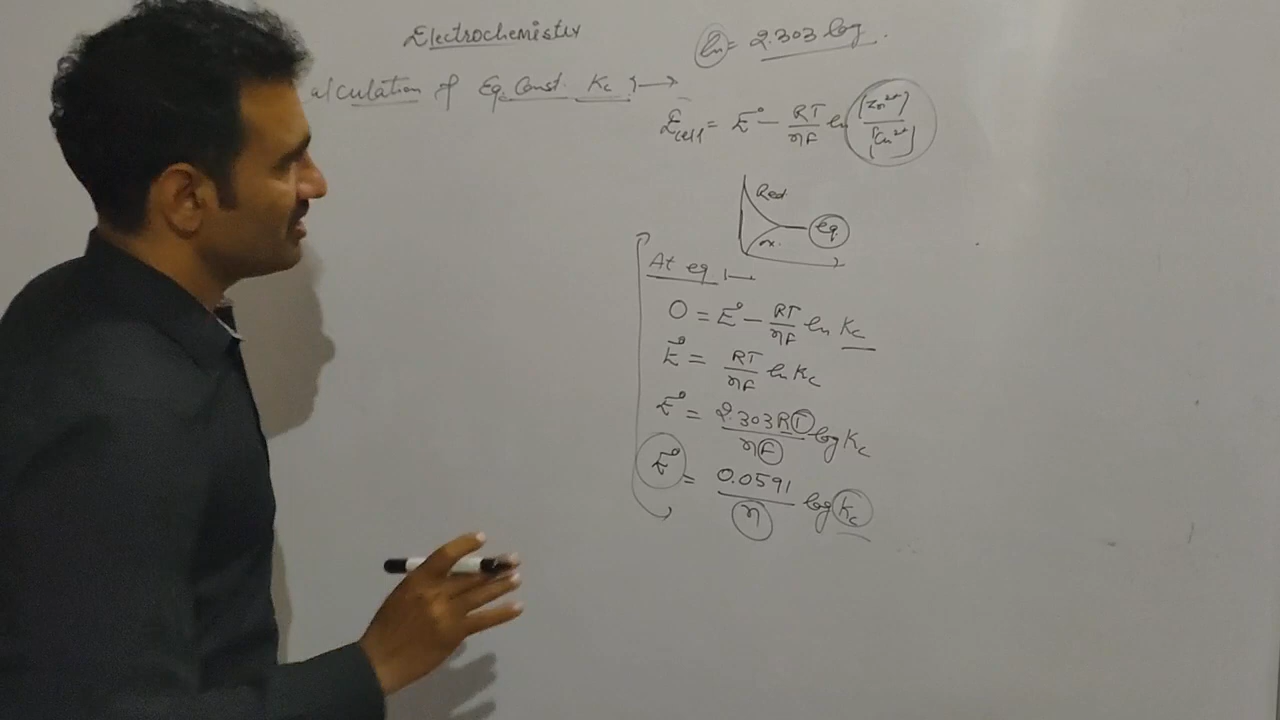 Electrochemister
ln = 2.303 log
alculation of Eq. Const. Kc
Ecell = E° - RT/nF ln [Zn2+]/[Cu2+]
Red
ox.
eq.
At eq
0 = E° - RT/nF ln Kc
E° = RT/nF ln Kc
E° = 2.303RT/nF log Kc
E° = 0.0591/n log Kc